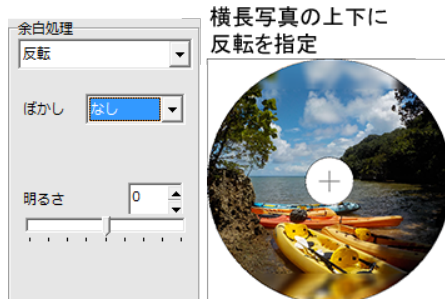 余白処理
反転
ぼかし
なし
明るさ
0
横長写真の上下に
反転を指定